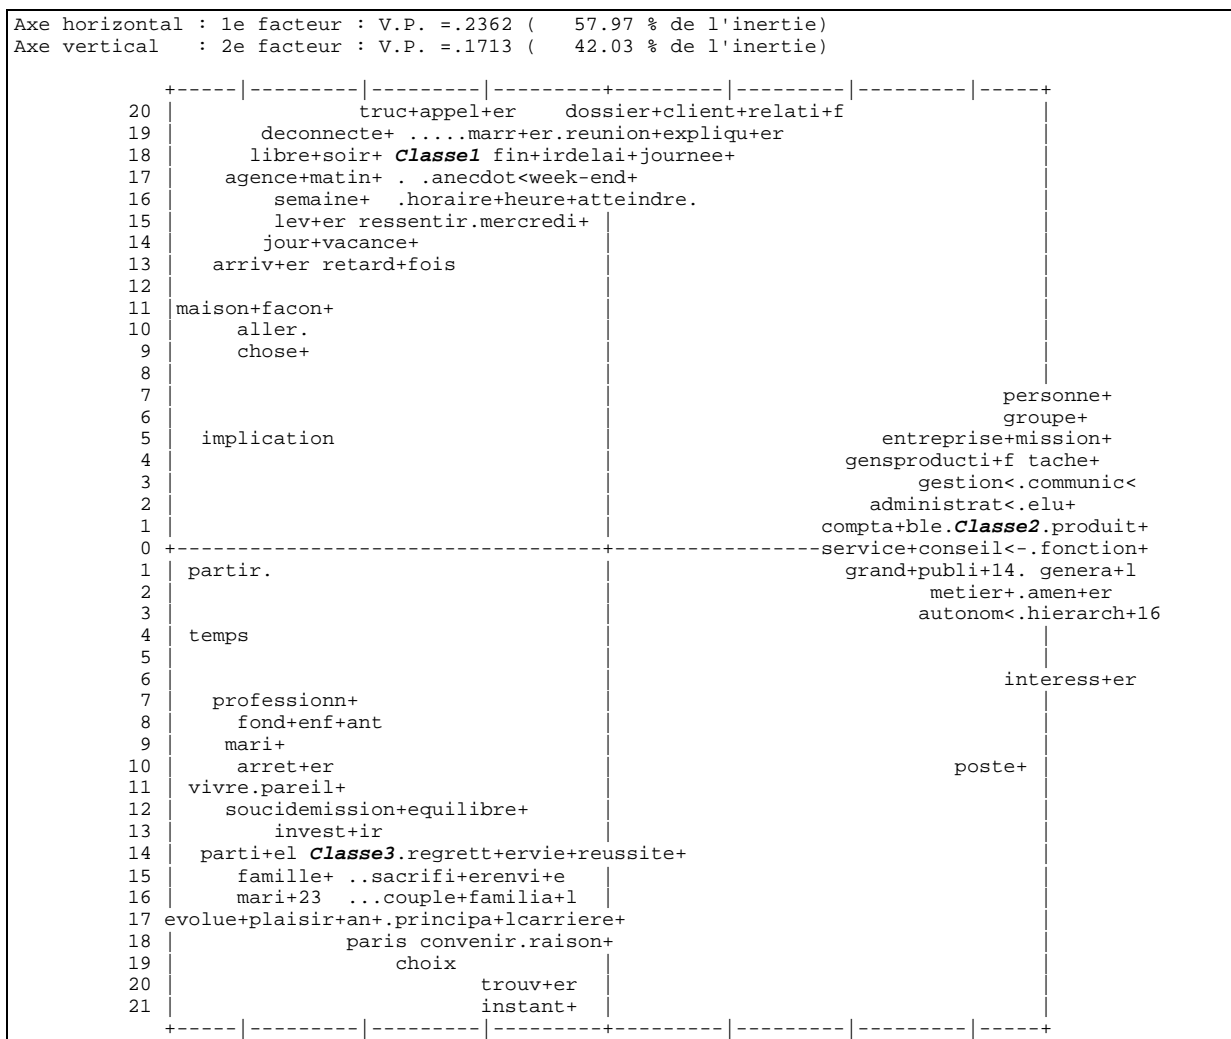 Axe horizontal : 1e facteur : V.P. =.2362 ( 57.97 % de l'inertie)
Axe vertical : 2e facteur : V.P. =.1713 ( 42.03 % de l'inertie)
+-----|---------|---------|---------+---------|---------|---------|-----+
20 | truc+appel+er dossier+client+relati+f |
19 | deconnecte+ .....marr+er.reunion+expliqu+er |
18 | libre+soir+ Classe1 fin+irdelai+journee+ |
17 | agence+matin+ . .anecdot<week-end+ |
16 | semaine+ .horaire+heure+atteindre. |
15 | lev+er ressentir.mercredi+ | |
14 | jour+vacance+ | |
13 | arriv+er retard+fois | |
12 | | |
11 |maison+facon+ | |
10 | aller. | |
9 | chose+ | |
8 | | |
7 | | personne+
6 | | groupe+
5 | implication | entreprise+mission+
4 | | gensproducti+f tache+
3 | | gestion<.communic<
2 | | administrat<.elu+
1 | | compta+ble.Classe2.produit+
0 +-----------------------------------+-----------------service+conseil<-.fonction+
1 | partir. | grand+publi+14. genera+l
2 | | metier+.amen+er
3 | | autonom<.hierarch+16
4 | temps | |
5 | | |
6 | | interess+er
7 | professionn+ | |
8 | fond+enf+ant | |
9 | mari+ | |
10 | arret+er | poste+ |
11 | vivre.pareil+ | |
12 | soucidemission+equilibre+ | |
13 | invest+ir | |
14 | parti+el Classe3.regrett+ervie+reussite+ |
15 | famille+ ..sacrifi+erenvi+e | |
16 | mari+23 ...couple+familia+l | |
17 evolue+plaisir+an+.principa+lcarriere+ |
18 | paris convenir.raison+ |
19 | choix | |
20 | trouv+er | |
21 | instant+ | |
+-----|---------|---------|---------+---------|---------|---------|-----+